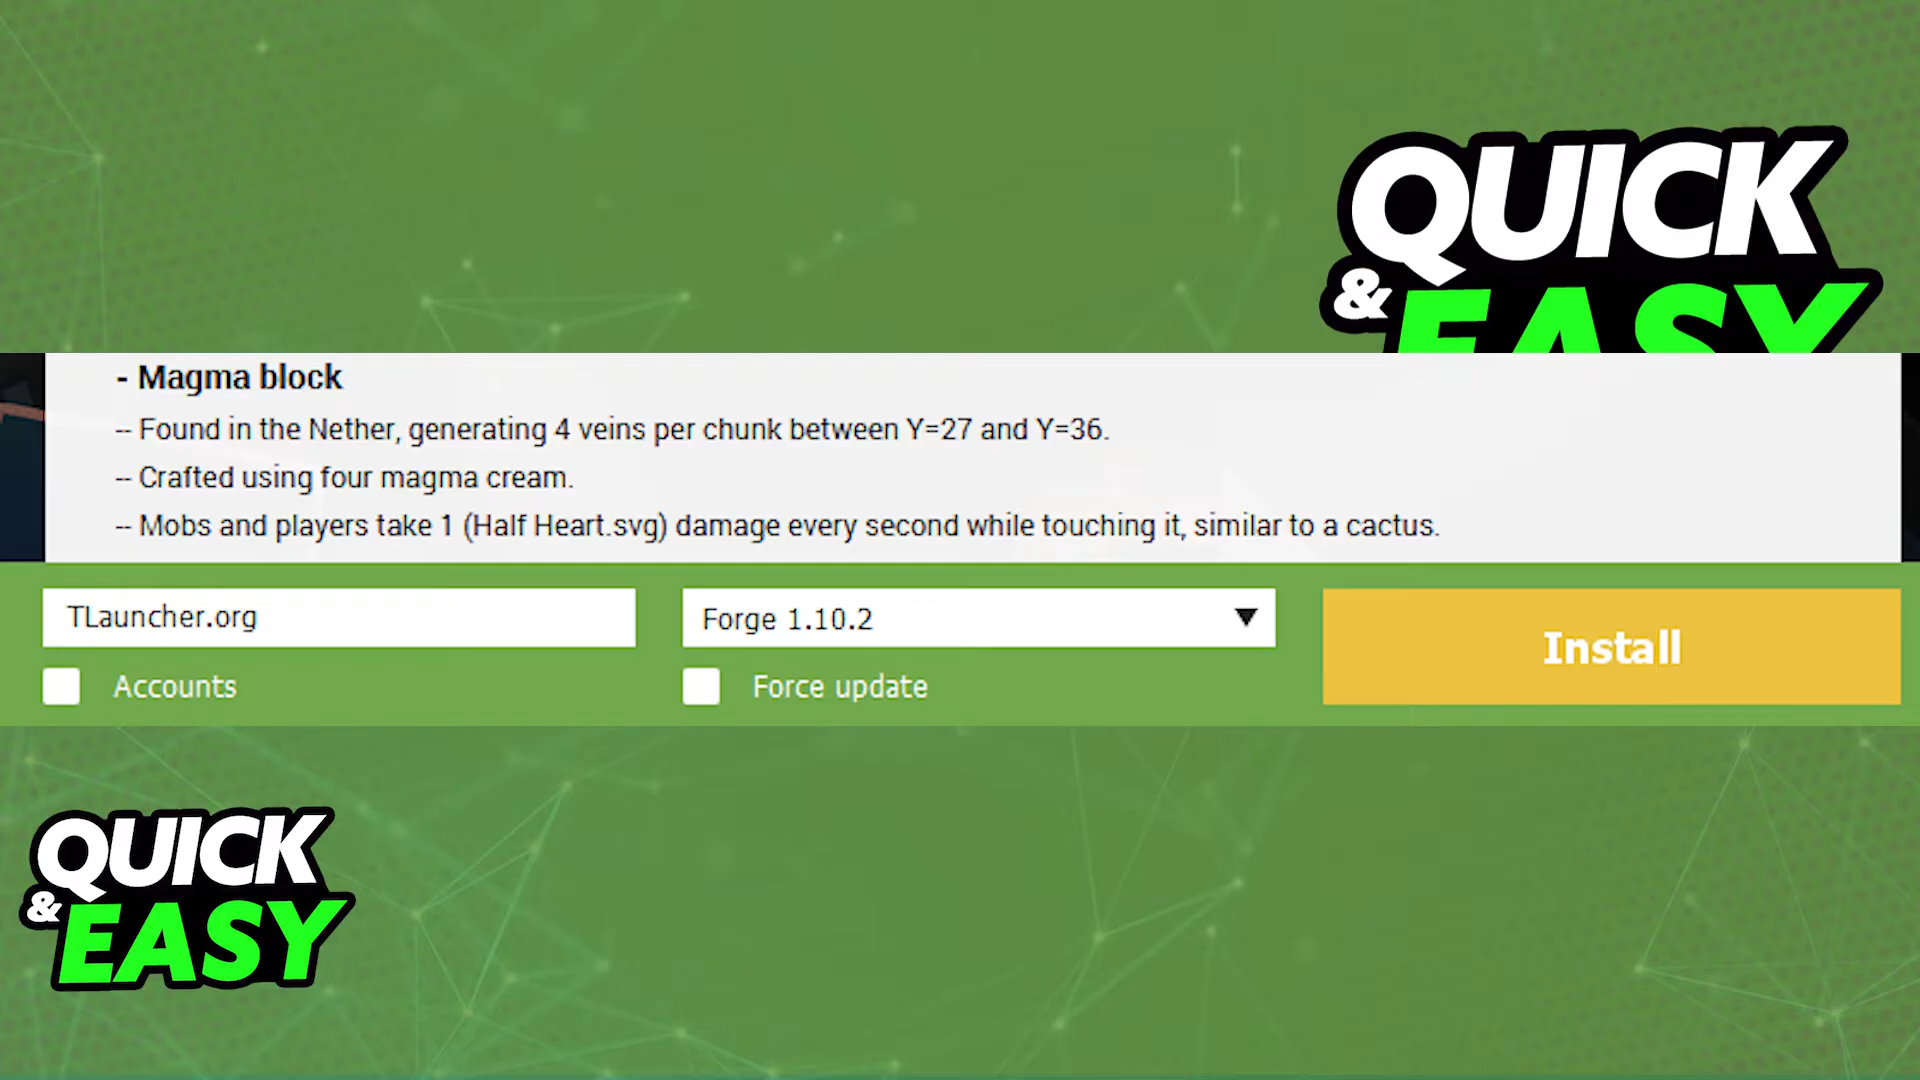 QUICK
& EASY
- Magma block
-- Found in the Nether, generating 4 veins per chunk between Y=27 and Y=36.
-- Crafted using four magma cream.
-- Mobs and players take 1 (Half Heart.svg) damage every second while touching it, similar to a cactus.
TLauncher.org
Forge 1.10.2
Install
Accounts
Force update
QUICK
& EASY